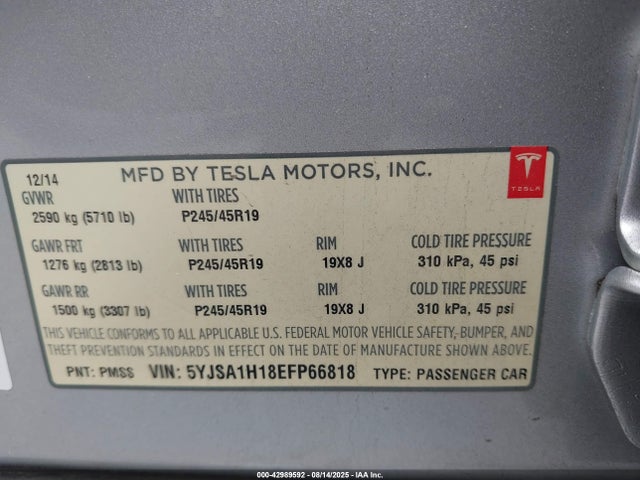 12/14 MFD BY TESLA MOTORS, INC.
TESLA
GVWR WITH TIRES
2590 kg (5710 lb) P245/45R19
GAWR FRT WITH TIRES RIM COLD TIRE PRESSURE
1276 kg (2813 lb) P245/45R19 19X8 J 310 kPa, 45 psi
GAWR RR WITH TIRES RIM COLD TIRE PRESSURE
1500 kg (3307 lb) P245/45R19 19X8 J 310 kPa, 45 psi
THIS VEHICLE CONFORMS TO ALL APPLICABLE U.S. FEDERAL MOTOR VEHICLE SAFETY, BUMPER, AND
THEFT PREVENTION STANDARDS IN EFFECT ON THE DATE OF MANUFACTURE SHOWN ABOVE.
PNT: PMSS VIN: 5YJSA1H18EFP66818 TYPE: PASSENGER CAR
000-42989592 - 08/14/2025 - IAA Inc.